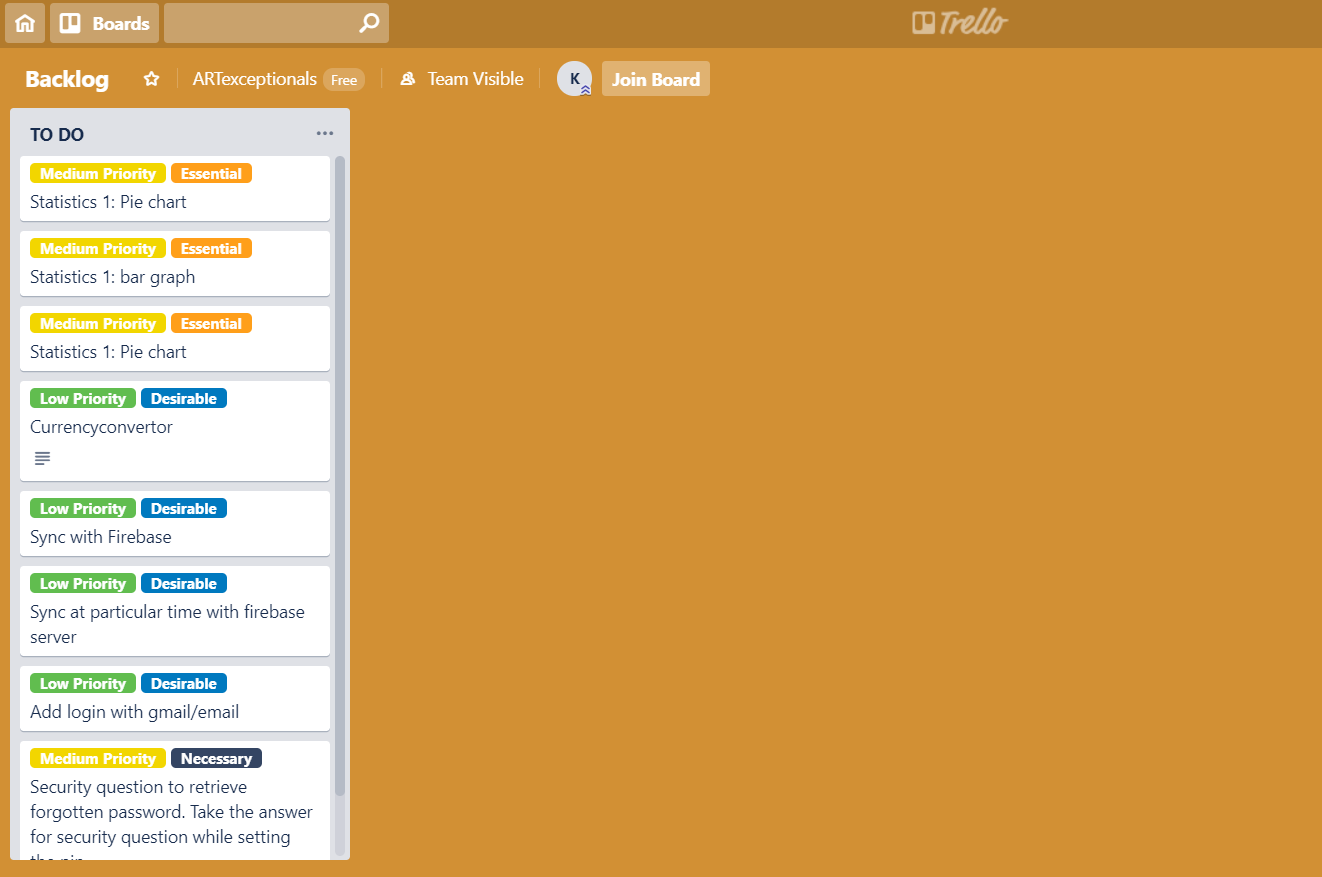 Boards
Trello
Backlog
ARTexceptionals Free
Team Visible
K
Join Board
TO DO
Medium Priority Essential
Statistics 1: Pie chart
Medium Priority Essential
Statistics 1: bar graph
Medium Priority Essential
Statistics 1: Pie chart
Low Priority Desirable
Currencyconvertor
Low Priority Desirable
Sync with Firebase
Low Priority Desirable
Sync at particular time with firebase
server
Low Priority Desirable
Add login with gmail/email
Medium Priority Necessary
Security question to retrieve
forgotten password. Take the answer
for security question while setting
the pin